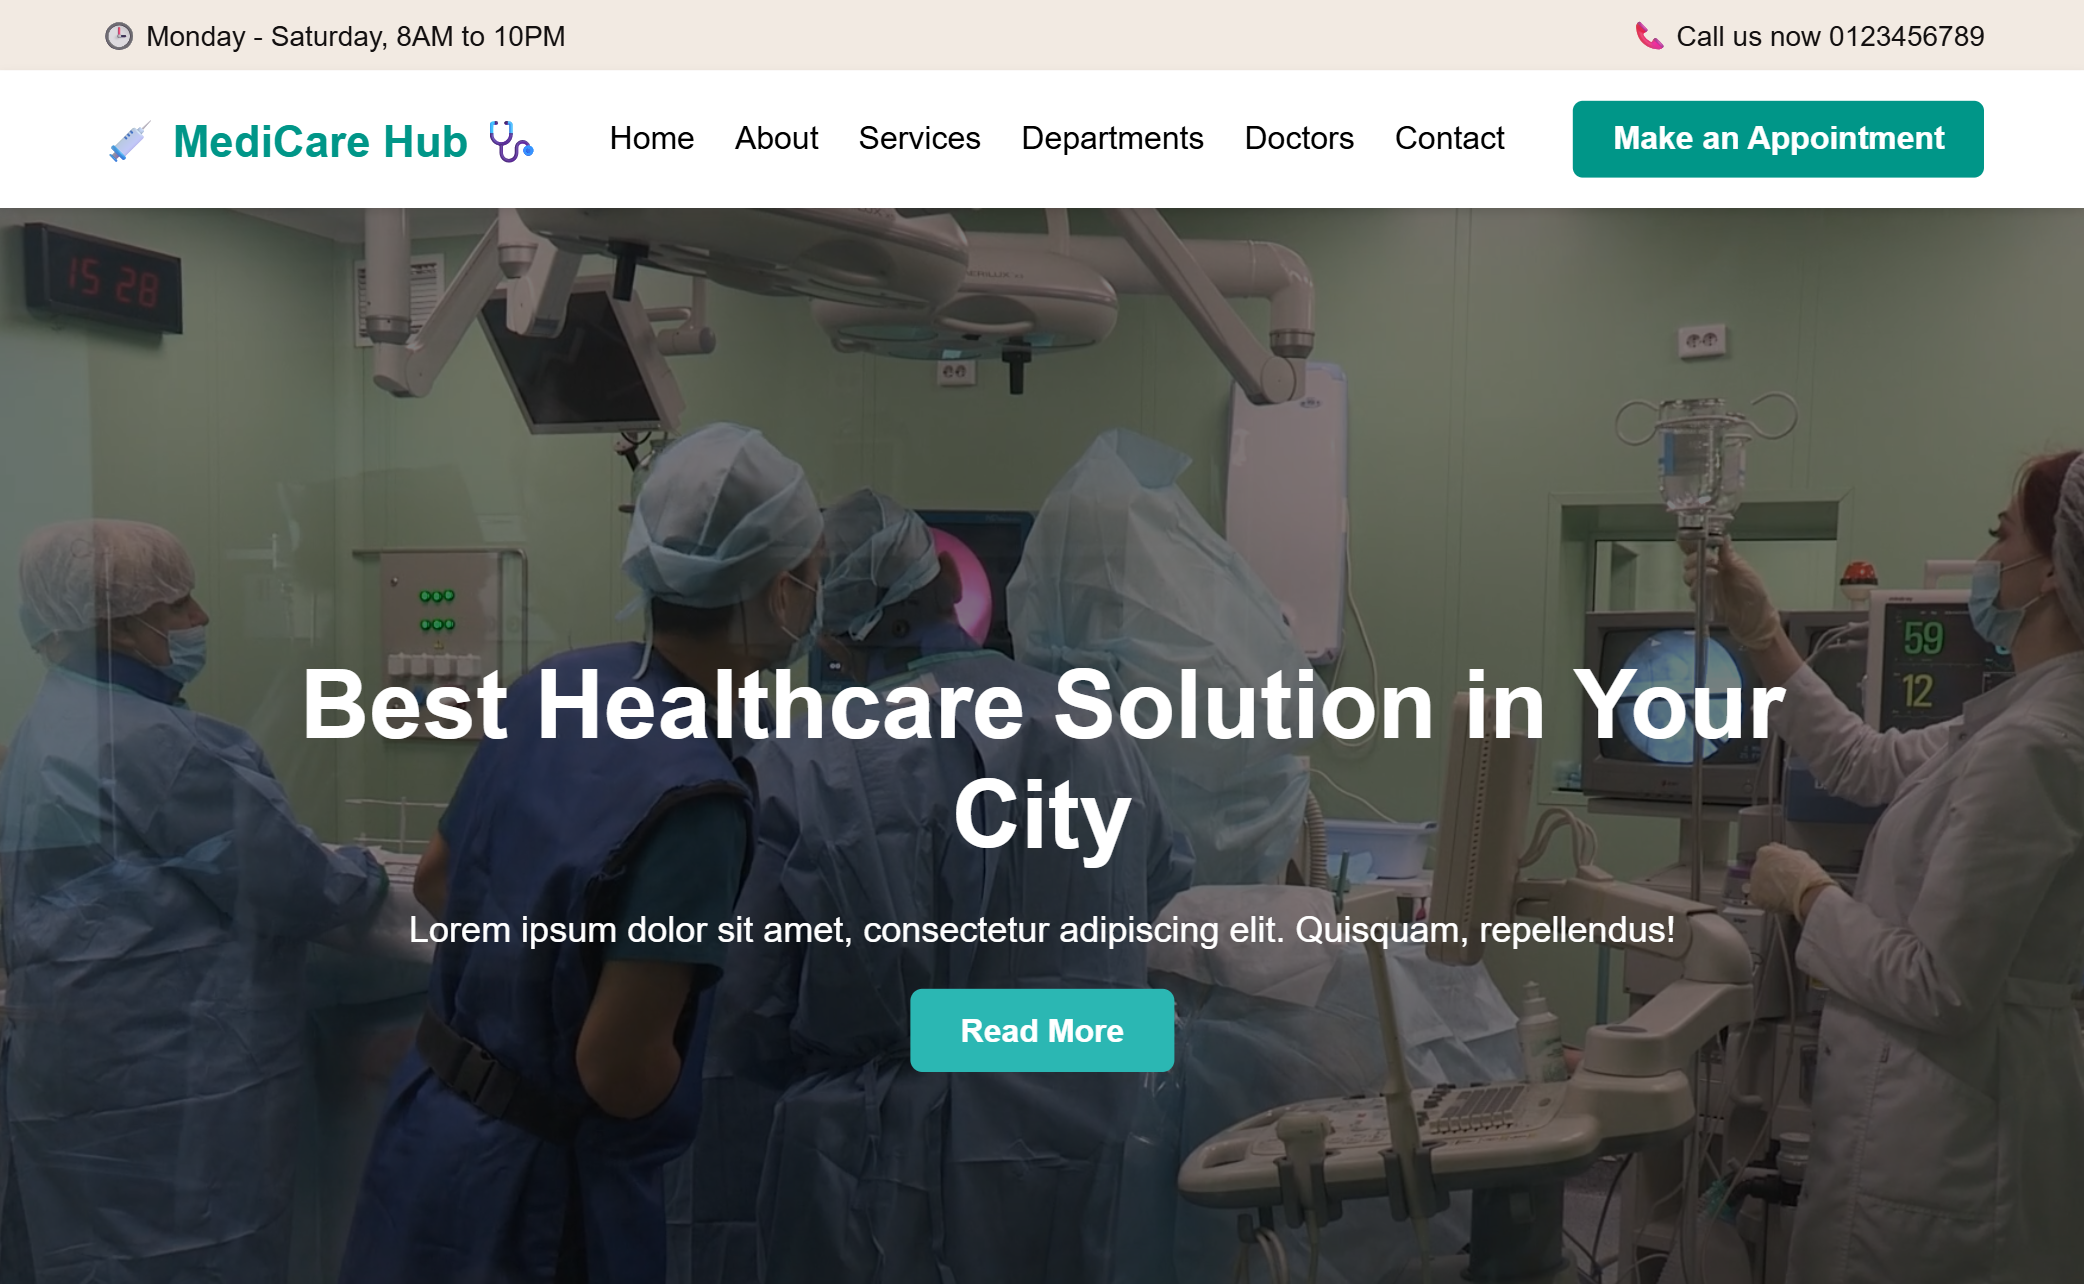 Monday - Saturday, 8AM to 10PM
Call us now 0123456789
MediCare Hub
Home
About
Services
Departments
Doctors
Contact
Make an Appointment
15 28
59
12
Best Healthcare Solution in Your
City
Lorem ipsum dolor sit amet, consectetur adipiscing elit. Quisquam, repellendus!
Read More